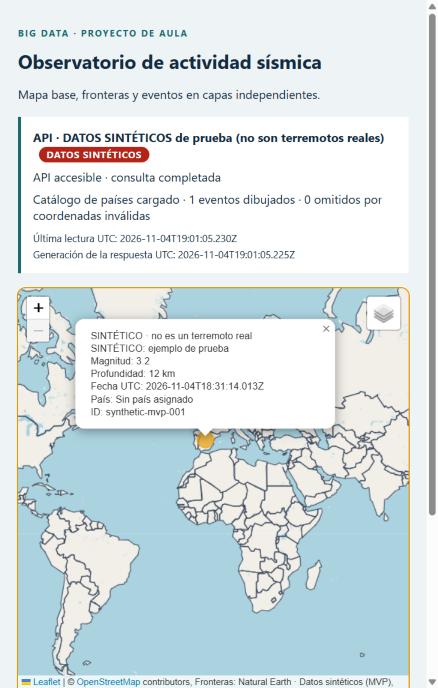 BIG DATA · PROYECTO DE AULA
Observatorio de actividad sísmica
Mapa base, fronteras y eventos en capas independientes.
API · DATOS SINTÉTICOS de prueba (no son terremotos reales)
DATOS SINTÉTICOS
API accesible · consulta completada
Catálogo de países cargado · 1 eventos dibujados · 0 omitidos por
coordenadas inválidas
Última lectura UTC: 2026-11-04T19:01:05.230Z
Generación de la respuesta UTC: 2026-11-04T19:01:05.225Z
+
−
×
SINTÉTICO · no es un terremoto real
SINTÉTICO: ejemplo de prueba
Magnitud: 3.2
Profundidad: 12 km
Fecha UTC: 2026-11-04T18:31:14.013Z
País: Sin país asignado
ID: synthetic-mvp-001
Leaflet | © OpenStreetMap contributors, Fronteras: Natural Earth · Datos sintéticos (MVP),